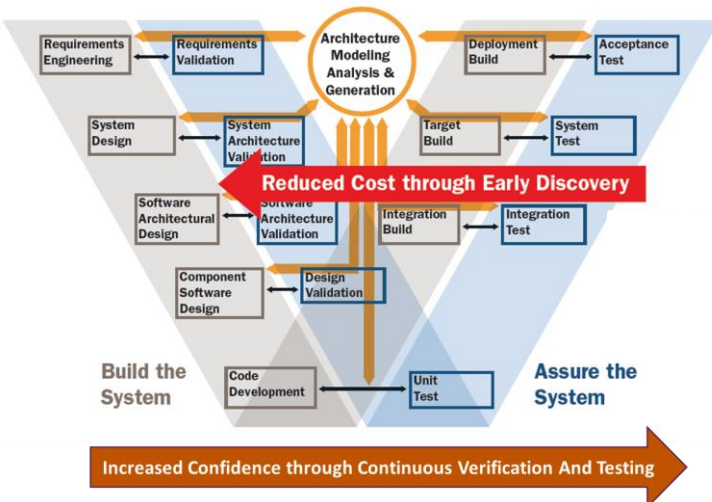 Architecture
Modeling
Analysis &
Generation
Requirements
Engineering
Requirements
Validation
Deployment
Build
Acceptance
Test
System
Design
System
Architecture
Validation
Target
Build
System
Test
Reduced Cost through Early Discovery
Software
Architectural
Design
Software
Architecture
Validation
Integration
Build
Integration
Test
Component
Software
Design
Design
Validation
Build the
System
Code
Development
Unit
Test
Assure the
System
Increased Confidence through Continuous Verification And Testing